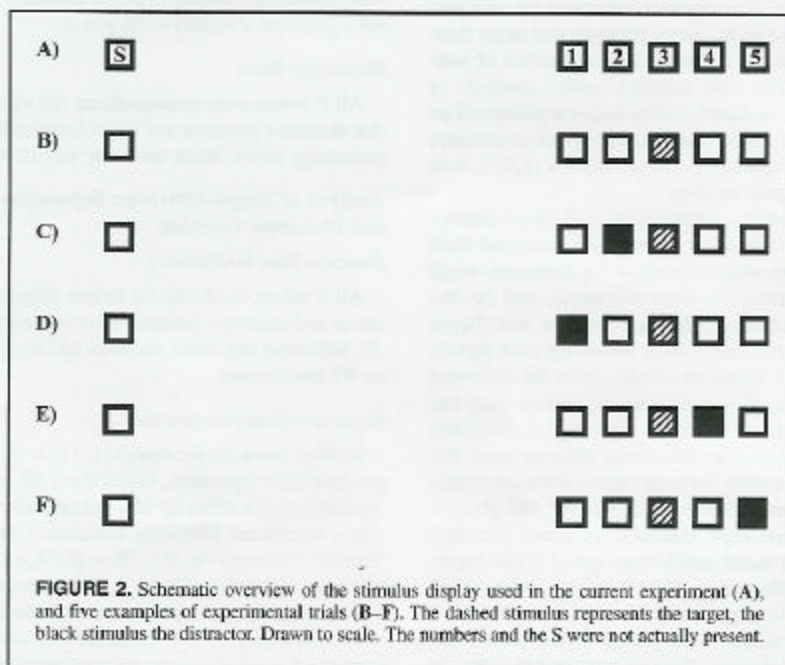 A) S 1 2 3 4 5
B)
C)
D)
E)
F)
FIGURE 2. Schematic overview of the stimulus display used in the current experiment (A),
and five examples of experimental trials (B–F). The dashed stimulus represents the target, the
black stimulus the distractor. Drawn to scale. The numbers and the S were not actually present.